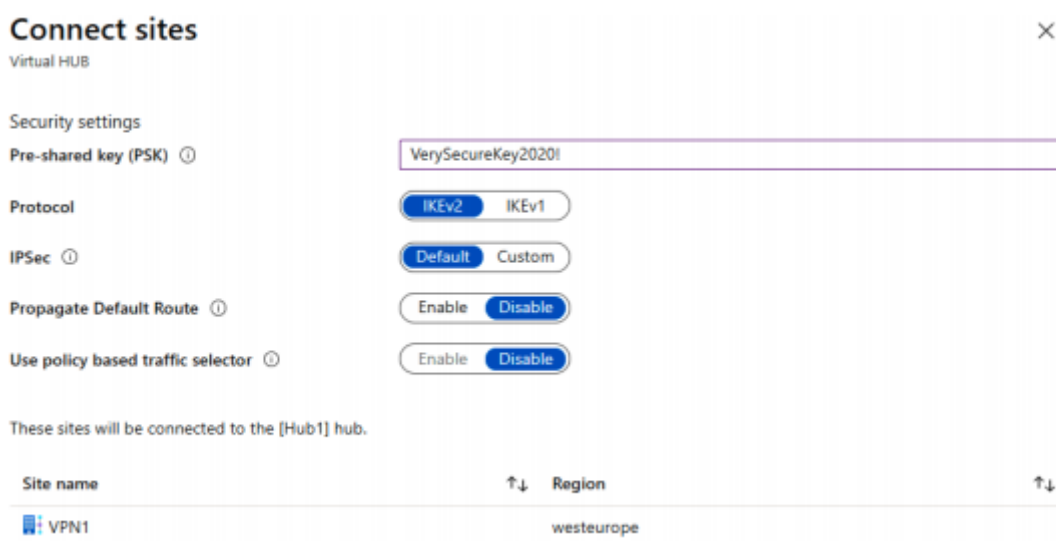 Connect sites
Virtual HUB
Security settings
Pre-shared key (PSK)
VerySecureKey2020!
Protocol
IKEv2 IKEv1
IPSec
Default Custom
Propagate Default Route
Enable Disable
Use policy based traffic selector
Enable Disable
These sites will be connected to the [Hub1] hub.
Site name Region
VPN1 westeurope